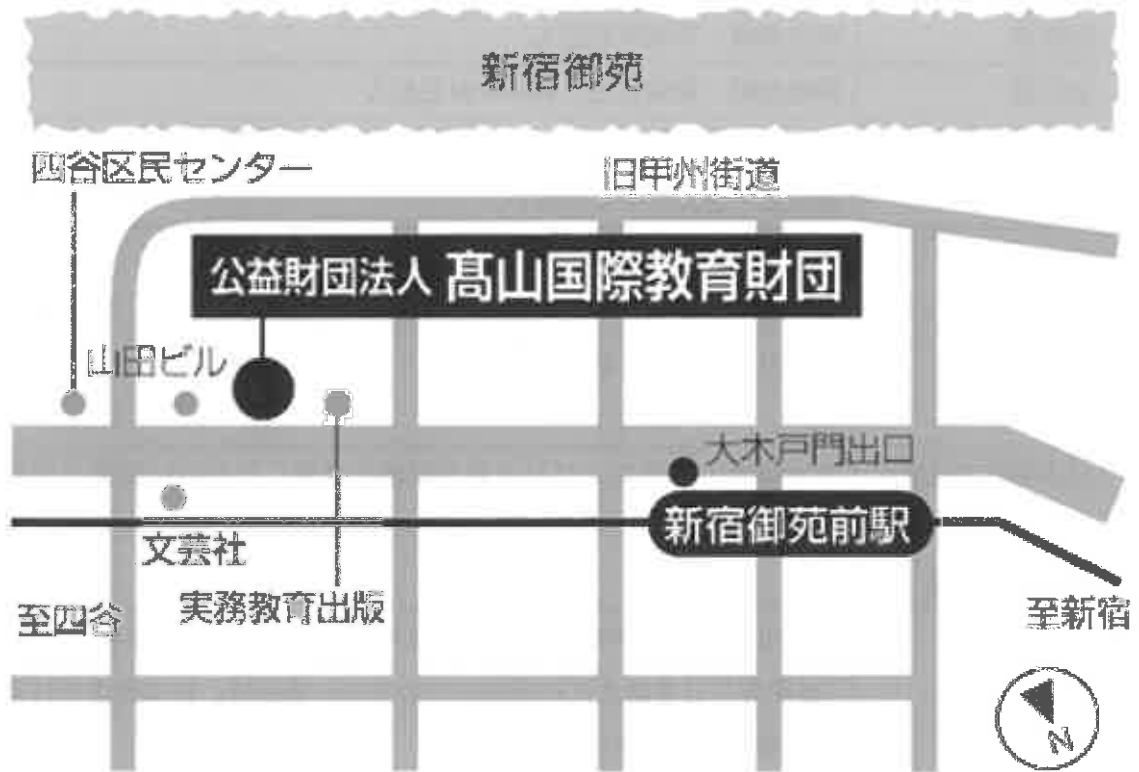 新宿御苑
四谷区民センター
旧甲州街道
公益財団法人 髙山国際教育財団
山田ビル
大木戸門出口
新宿御苑前駅
文芸社
実務教育出版
至四谷
至新宿
N